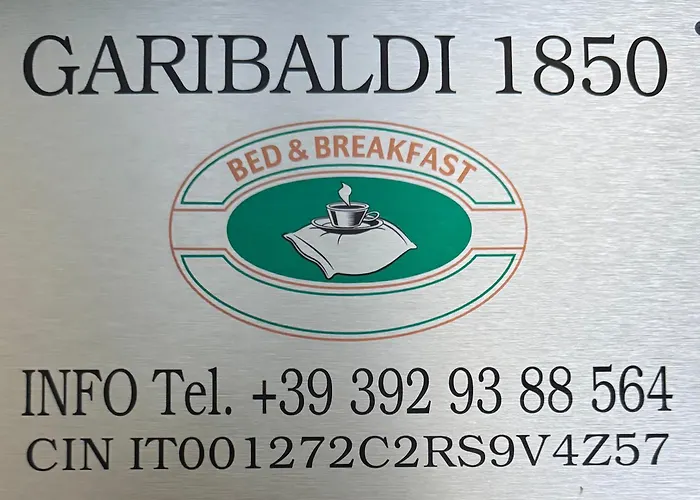 GARIBALDI 1850
BED & BREAKFAST
INFO Tel. +39 392 93 88 564
CIN IT001272C2RS9V4Z57